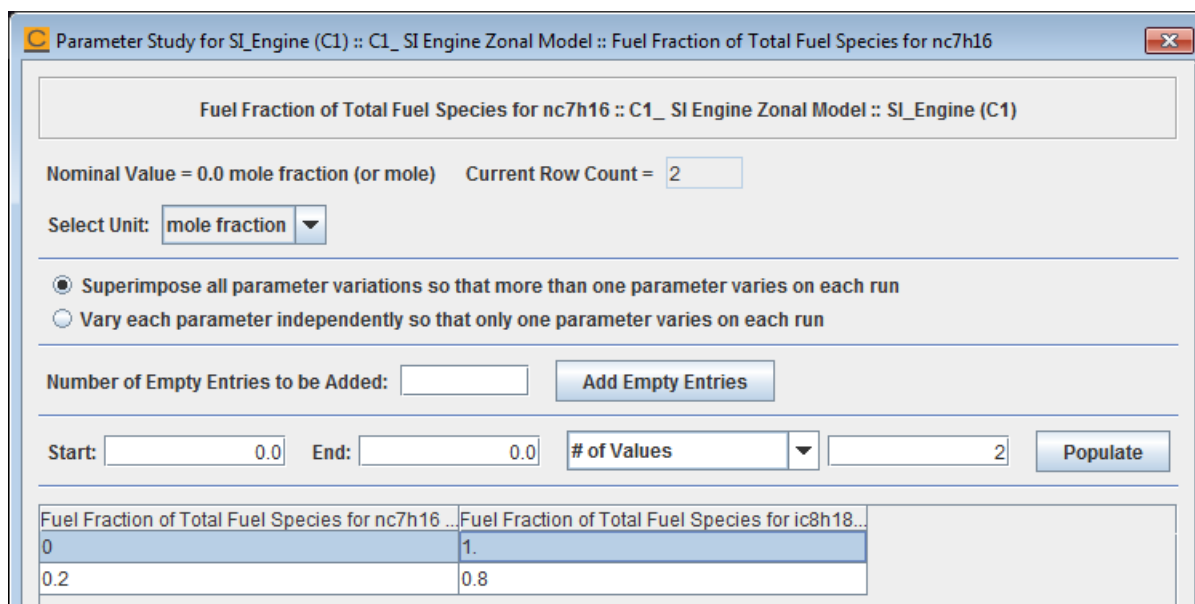 C Parameter Study for SI_Engine (C1) :: C1_ SI Engine Zonal Model :: Fuel Fraction of Total Fuel Species for nc7h16
Fuel Fraction of Total Fuel Species for nc7h16 :: C1_ SI Engine Zonal Model :: SI_Engine (C1)
Nominal Value = 0.0 mole fraction (or mole) Current Row Count = 2
Select Unit: mole fraction
Superimpose all parameter variations so that more than one parameter varies on each run
Vary each parameter independently so that only one parameter varies on each run
Number of Empty Entries to be Added: Add Empty Entries
Start: 0.0 End: 0.0 # of Values 2 Populate
Fuel Fraction of Total Fuel Species for nc7h16 ... Fuel Fraction of Total Fuel Species for ic8h18...
0 1.
0.2 0.8